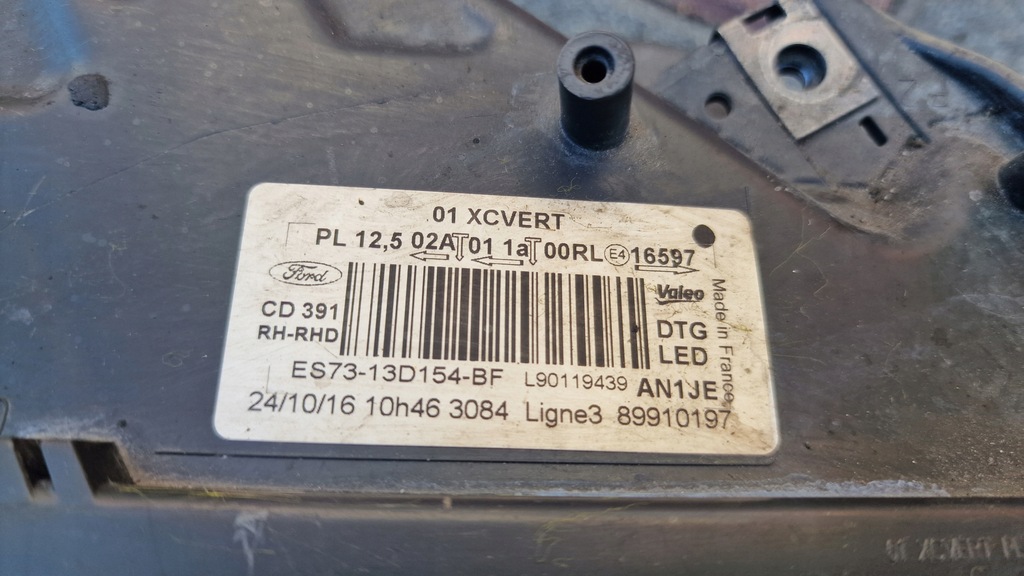 01 XCVERT
PL 12,5 02A 01 1a 00RL E4 16597
Ford
Valeo
CD 391
RH-RHD
DTG
LED
Made in France
ES73-13D154-BF L90119439 AN1JE
24/10/16 10h46 3084 Ligne3 89910197